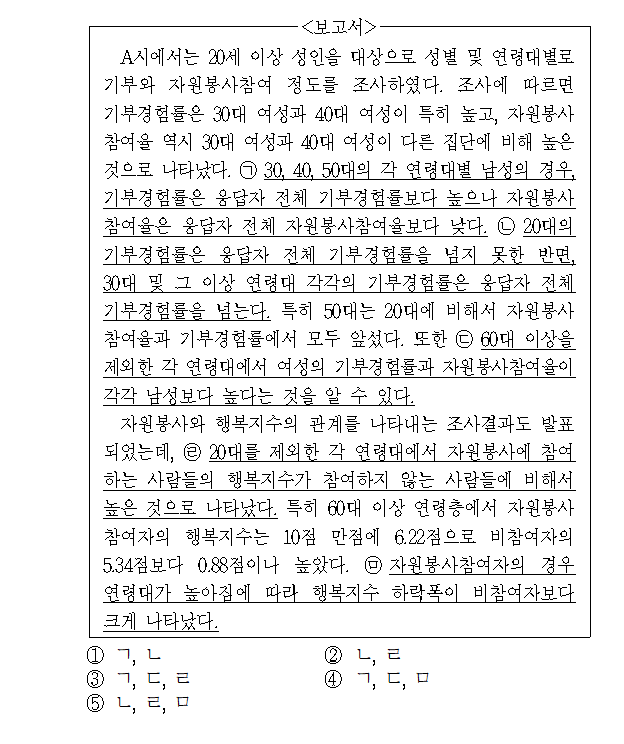 <보고서>
A시에서는 20세 이상 성인을 대상으로 성별 및 연령대별로
기부와 자원봉사참여 정도를 조사하였다. 조사에 따르면
기부경험률은 30대 여성과 40대 여성이 특히 높고, 자원봉사
참여율 역시 30대 여성과 40대 여성이 다른 집단에 비해 높은
것으로 나타났다. ㉠ 30, 40, 50대의 각 연령대별 남성의 경우,
기부경험률은 응답자 전체 기부경험률보다 높으나 자원봉사
참여율은 응답자 전체 자원봉사참여율보다 낮다. ㉡ 20대의
기부경험률은 응답자 전체 기부경험률을 넘지 못한 반면,
30대 및 그 이상 연령대 각각의 기부경험률은 응답자 전체
기부경험률을 넘는다. 특히 50대는 20대에 비해서 자원봉사
참여율과 기부경험률에서 모두 앞섰다. 또한 ㉢ 60대 이상을
제외한 각 연령대에서 여성의 기부경험률과 자원봉사참여율이
각각 남성보다 높다는 것을 알 수 있다.
자원봉사와 행복지수의 관계를 나타내는 조사결과도 발표
되었는데, ㉣ 20대를 제외한 각 연령대에서 자원봉사에 참여
하는 사람들의 행복지수가 참여하지 않는 사람들에 비해서
높은 것으로 나타났다. 특히 60대 이상 연령층에서 자원봉사
참여자의 행복지수는 10점 만점에 6.22점으로 비참여자의
5.34점보다 0.88점이나 높았다. ㉤ 자원봉사참여자의 경우
연령대가 높아짐에 따라 행복지수 하락폭이 비참여자보다
크게 나타났다.
① ㄱ, ㄴ ② ㄴ, ㄹ
③ ㄱ, ㄷ, ㄹ ④ ㄱ, ㄷ, ㅁ
⑤ ㄴ, ㄹ, ㅁ